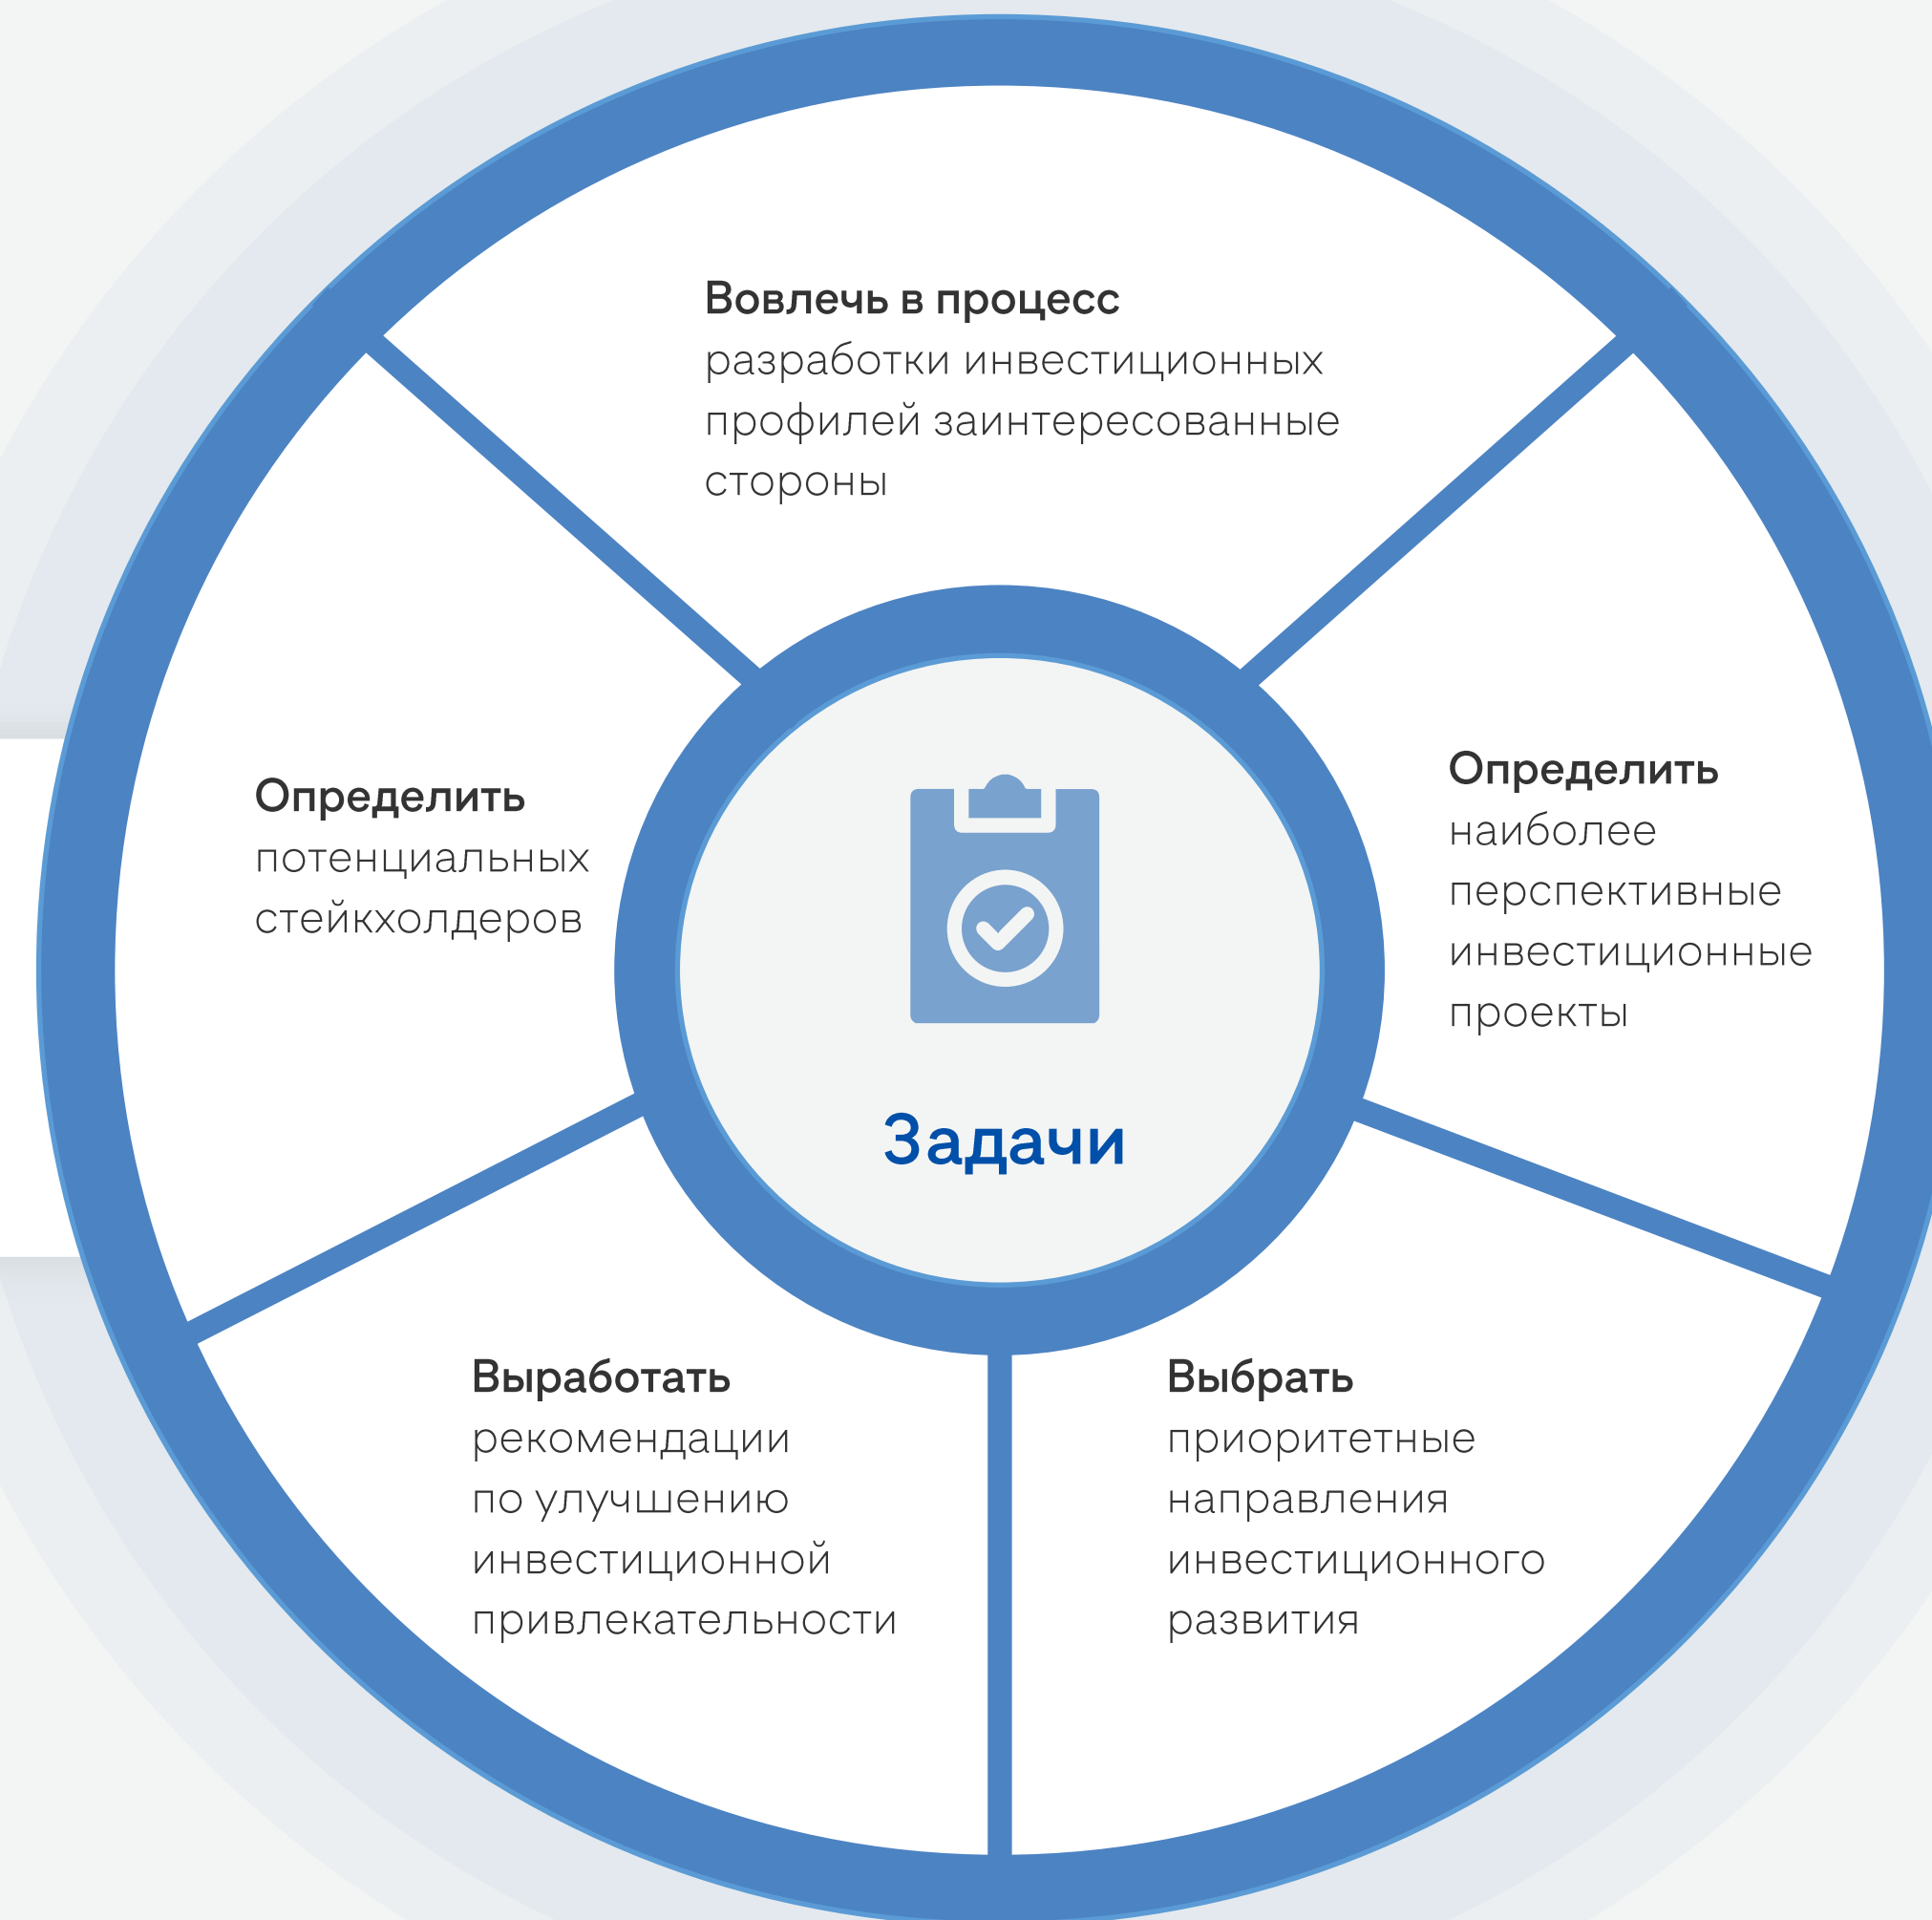 Вовлечь в процесс
разработки инвестиционных
профилей заинтересованные
стороны
Определить
потенциальных
стейкхолдеров
Определить
наиболее
перспективные
инвестиционные
проекты
Задачи
Выработать
рекомендации
по улучшению
инвестиционной
привлекательности
Выбрать
приоритетные
направления
инвестиционного
развития